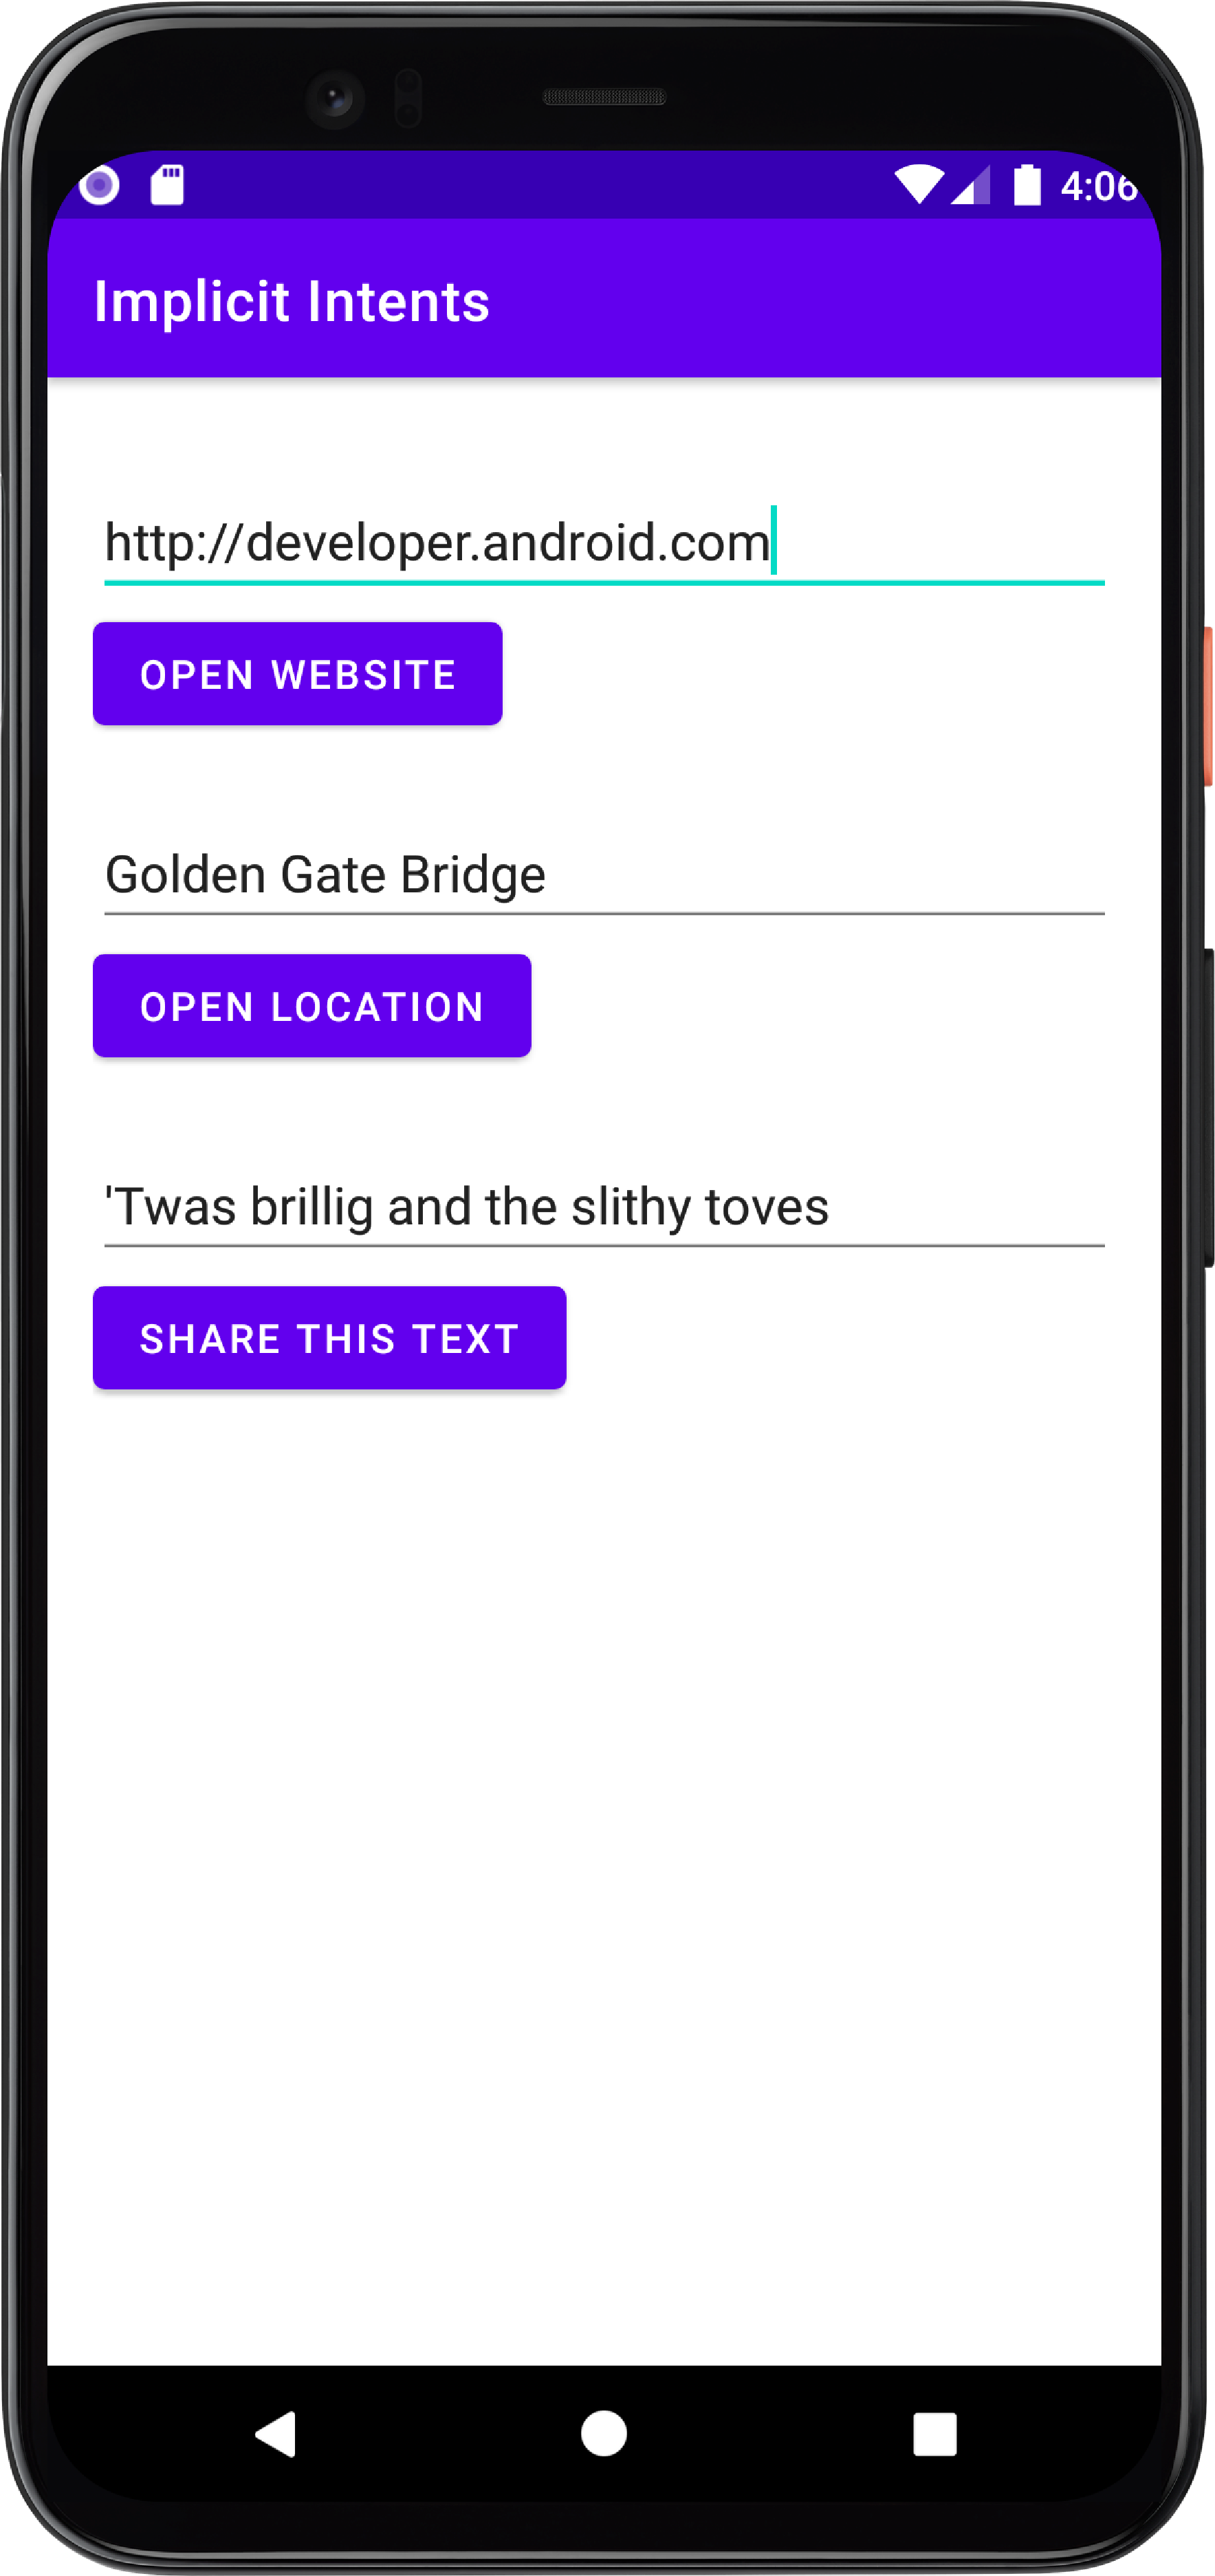 4:06
Implicit Intents
http://developer.android.com
OPEN WEBSITE
Golden Gate Bridge
OPEN LOCATION
'Twas brillig and the slithy toves
SHARE THIS TEXT